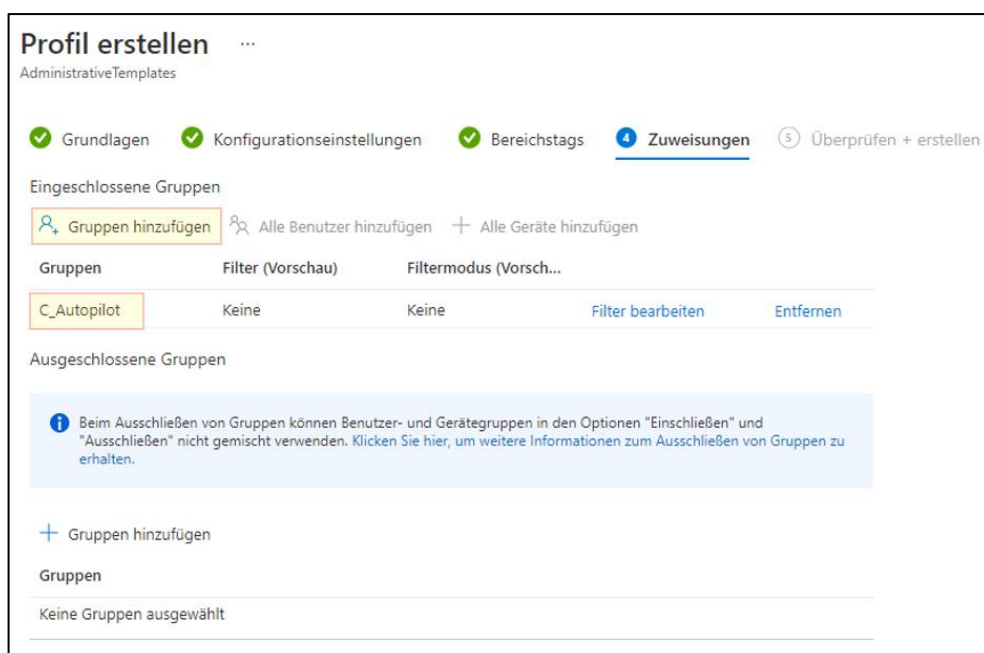 Profil erstellen ...
AdministrativeTemplates
Grundlagen Konfigurationseinstellungen Bereichstags 4 Zuweisungen 5 Überprüfen + erstellen
Eingeschlossene Gruppen
Gruppen hinzufügen Alle Benutzer hinzufügen + Alle Geräte hinzufügen
Gruppen Filter (Vorschau) Filtermodus (Vorsch...
C_Autopilot Keine Keine Filter bearbeiten Entfernen
Ausgeschlossene Gruppen
Beim Ausschließen von Gruppen können Benutzer- und Gerätegruppen in den Optionen "Einschließen" und
"Ausschließen" nicht gemischt verwenden. Klicken Sie hier, um weitere Informationen zum Ausschließen von Gruppen zu
erhalten.
+ Gruppen hinzufügen
Gruppen
Keine Gruppen ausgewählt